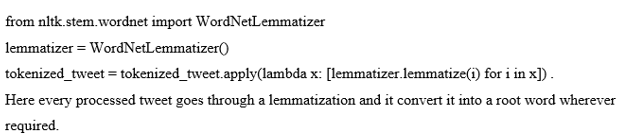 from nltk.stem.wordnet import WordNetLemmatizer
lemmatizer = WordNetLemmatizer()
tokenized_tweet = tokenized_tweet.apply(lambda x: [lemmatizer.lemmatize(i) for i in x]) .
Here every processed tweet goes through a lemmatization and it convert it into a root word wherever
required.